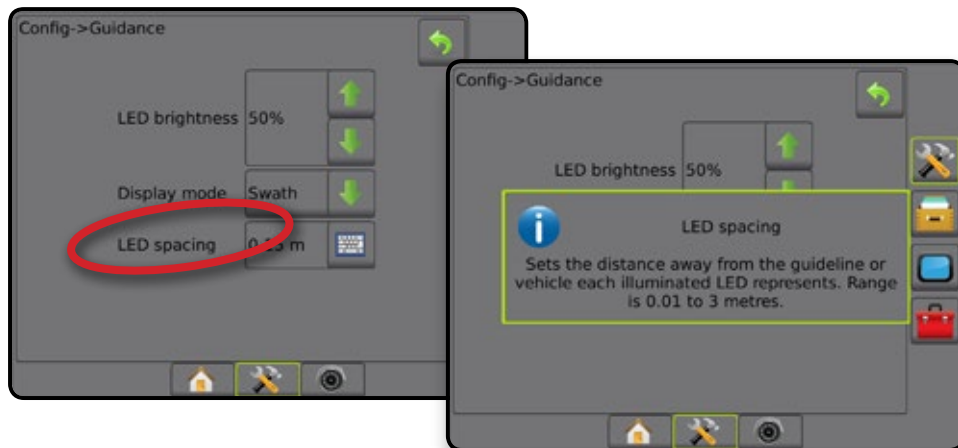 Config->Guidance
LED brightness 50%
Display mode Swath
LED spacing m
Config->Guidance
LED brightness 50%
LED spacing
Sets the distance away from the guideline or
vehicle each illuminated LED represents. Range
is 0.01 to 3 metres.